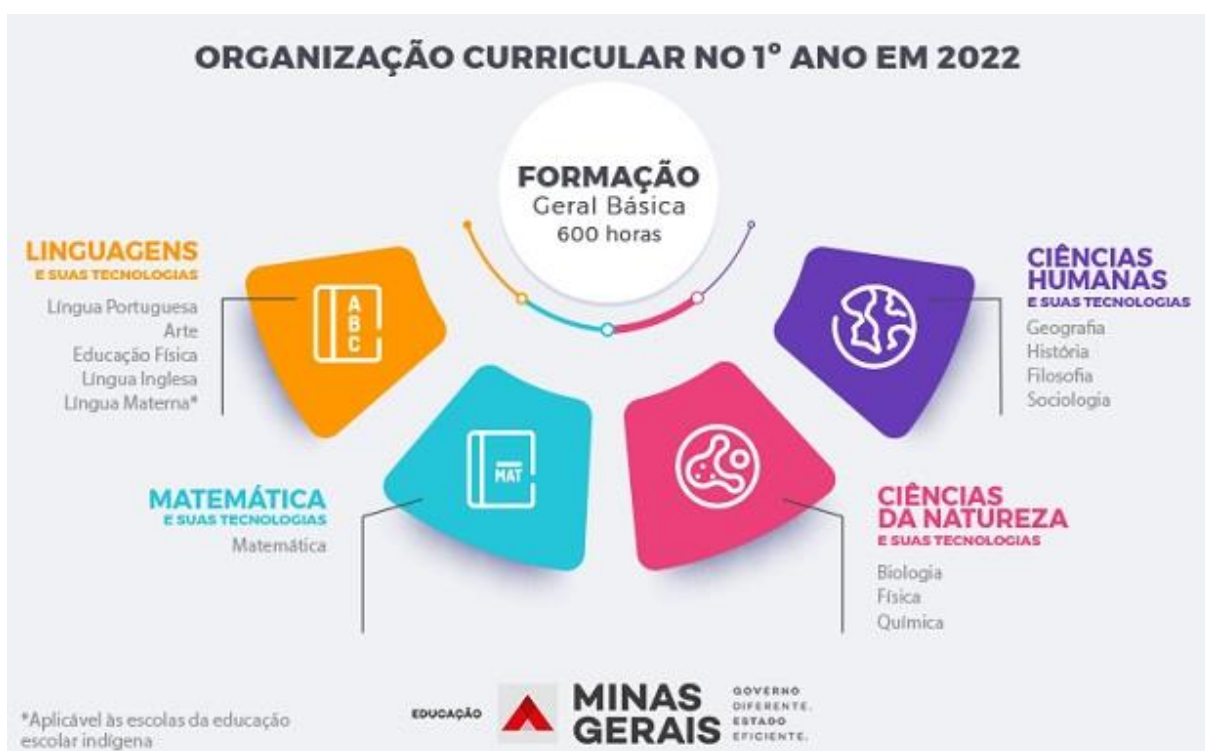 ORGANIZAÇÃO CURRICULAR NO 1º ANO EM 2022
FORMAÇÃO
Geral Básica
600 horas
LINGUAGENS
E SUAS TECNOLOGIAS
Língua Portuguesa
Arte
Educação Física
Língua Inglesa
Língua Materna*
A
B
C
MATEMÁTICA
E SUAS TECNOLOGIAS
Matemática
MAT
CIÊNCIAS
DA NATUREZA
E SUAS TECNOLOGIAS
Biologia
Física
Química
CIÊNCIAS
HUMANAS
E SUAS TECNOLOGIAS
Geografia
História
Filosofia
Sociologia
*Aplicável às escolas da educação
escolar indígena
EDUCAÇÃO
MINAS
GERAIS
GOVERNO
DIFERENTE.
ESTADO
EFICIENTE.